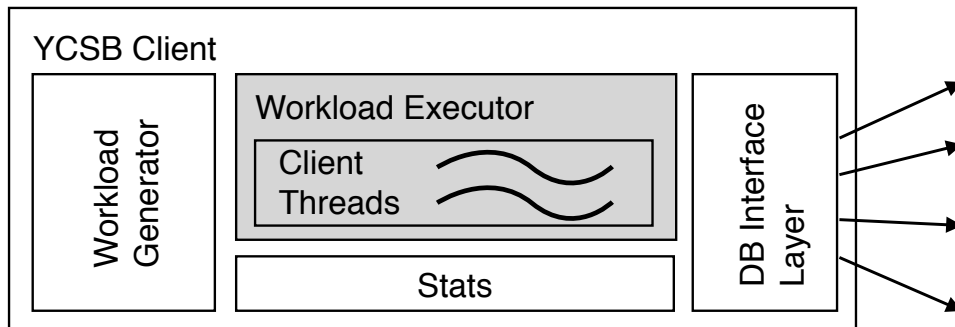 YCSB Client
Workload
Generator
Workload Executor
Client
Threads
Stats
DB Interface
Layer